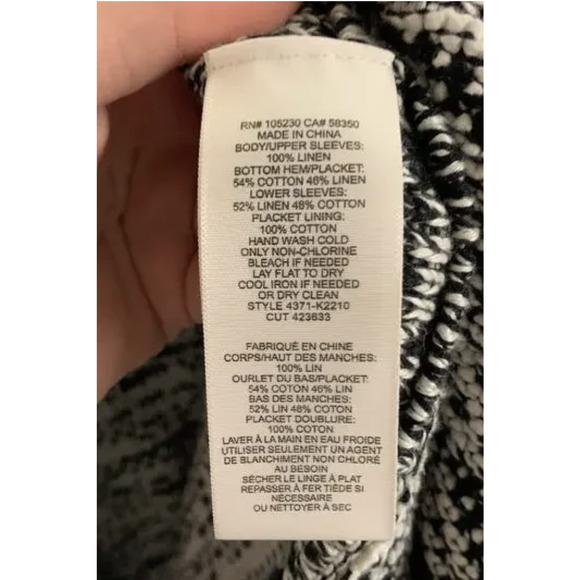 RN# 105230 CA# 58350
MADE IN CHINA
BODY/UPPER SLEEVES:
100% LINEN
BOTTOM HEM/PLACKET:
54% COTTON 46% LINEN
LOWER SLEEVES:
52% LINEN 48% COTTON
PLACKET LINING:
100% COTTON
HAND WASH COLD
ONLY NON-CHLORINE
BLEACH IF NEEDED
LAY FLAT TO DRY
COOL IRON IF NEEDED
OR DRY CLEAN
STYLE 4371-K2210
CUT 423633
FABRIQUÉ EN CHINE
CORPS/HAUT DES MANCHES:
100% LIN
OURLET DU BAS/PLACKET:
54% COTON 46% LIN
BAS DES MANCHES:
52% LIN 48% COTON
PLACKET DOUBLURE:
100% COTON
LAVER À LA MAIN EN EAU FROIDE
UTILISER SEULEMENT UN AGENT
DE BLANCHIMENT NON CHLORÉ
AU BESOIN
SÉCHER LE LINGE À PLAT
REPASSER À FER TIÈDE SI
NÉCESSAIRE
OU NETTOYER À SEC